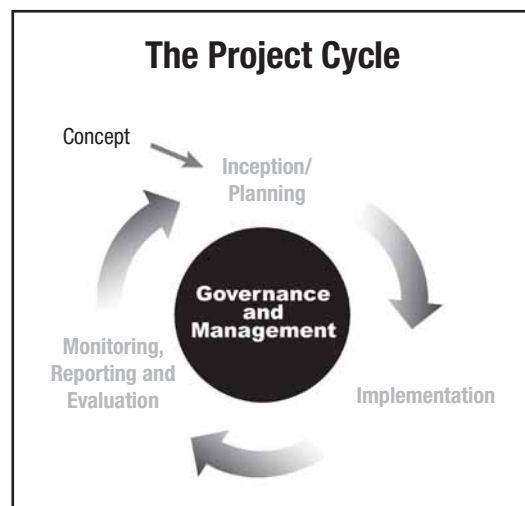 The Project Cycle
Concept
Inception/
Planning
Governance
and
Management
Monitoring,
Reporting and
Evaluation
Implementation